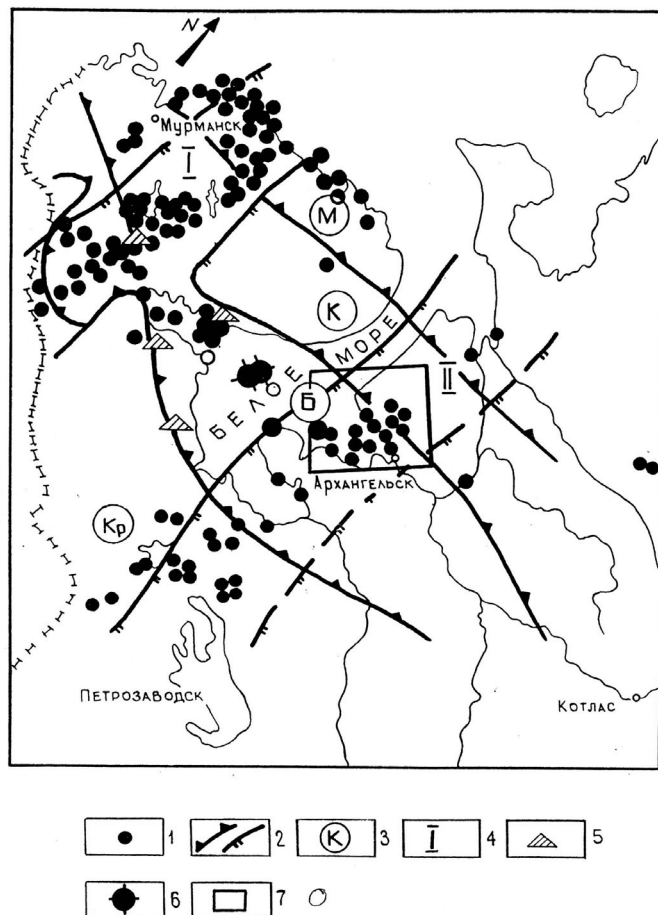 N
Мурманск
I
М
К
БЕЛОЕ МОРЕ
II
Б
Архангельск
Кр
Петрозаводск
Котлас
1 2 К 3 I 4 5
6 7